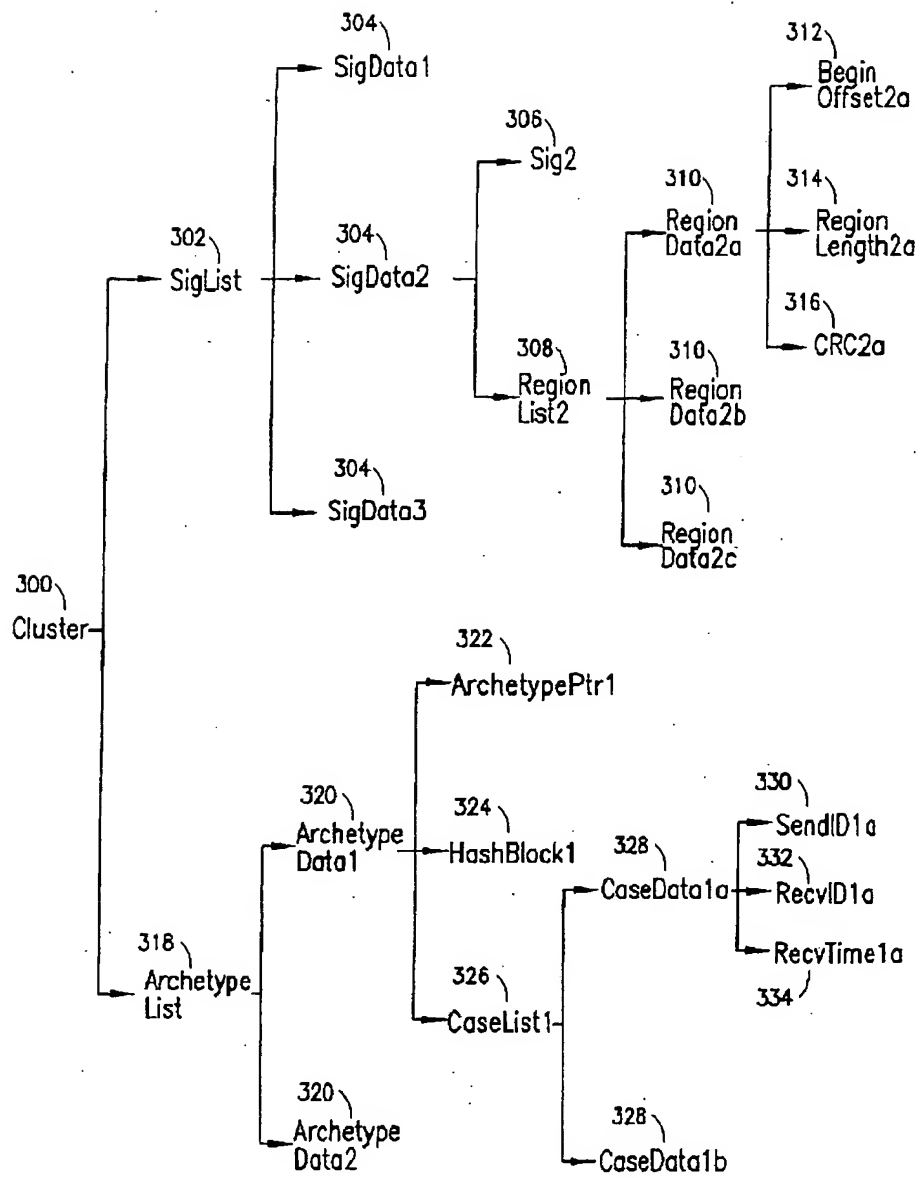 304
SigData1
312
Begin
Offset2a
306
Sig2
310
Region
Data2a
314
Region
Length2a
302
SigList
304
SigData2
316
CRC2a
308
Region
List2
310
Region
Data2b
304
SigData3
310
Region
Data2c
300
Cluster
322
ArchetypePtr1
320
Archetype
Data1
324
HashBlock1
328
CaseData1a
330
SendID1a
332
RecvID1a
RecvTime1a
334
318
Archetype
List
326
CaseList1
320
Archetype
Data2
328
CaseData1b